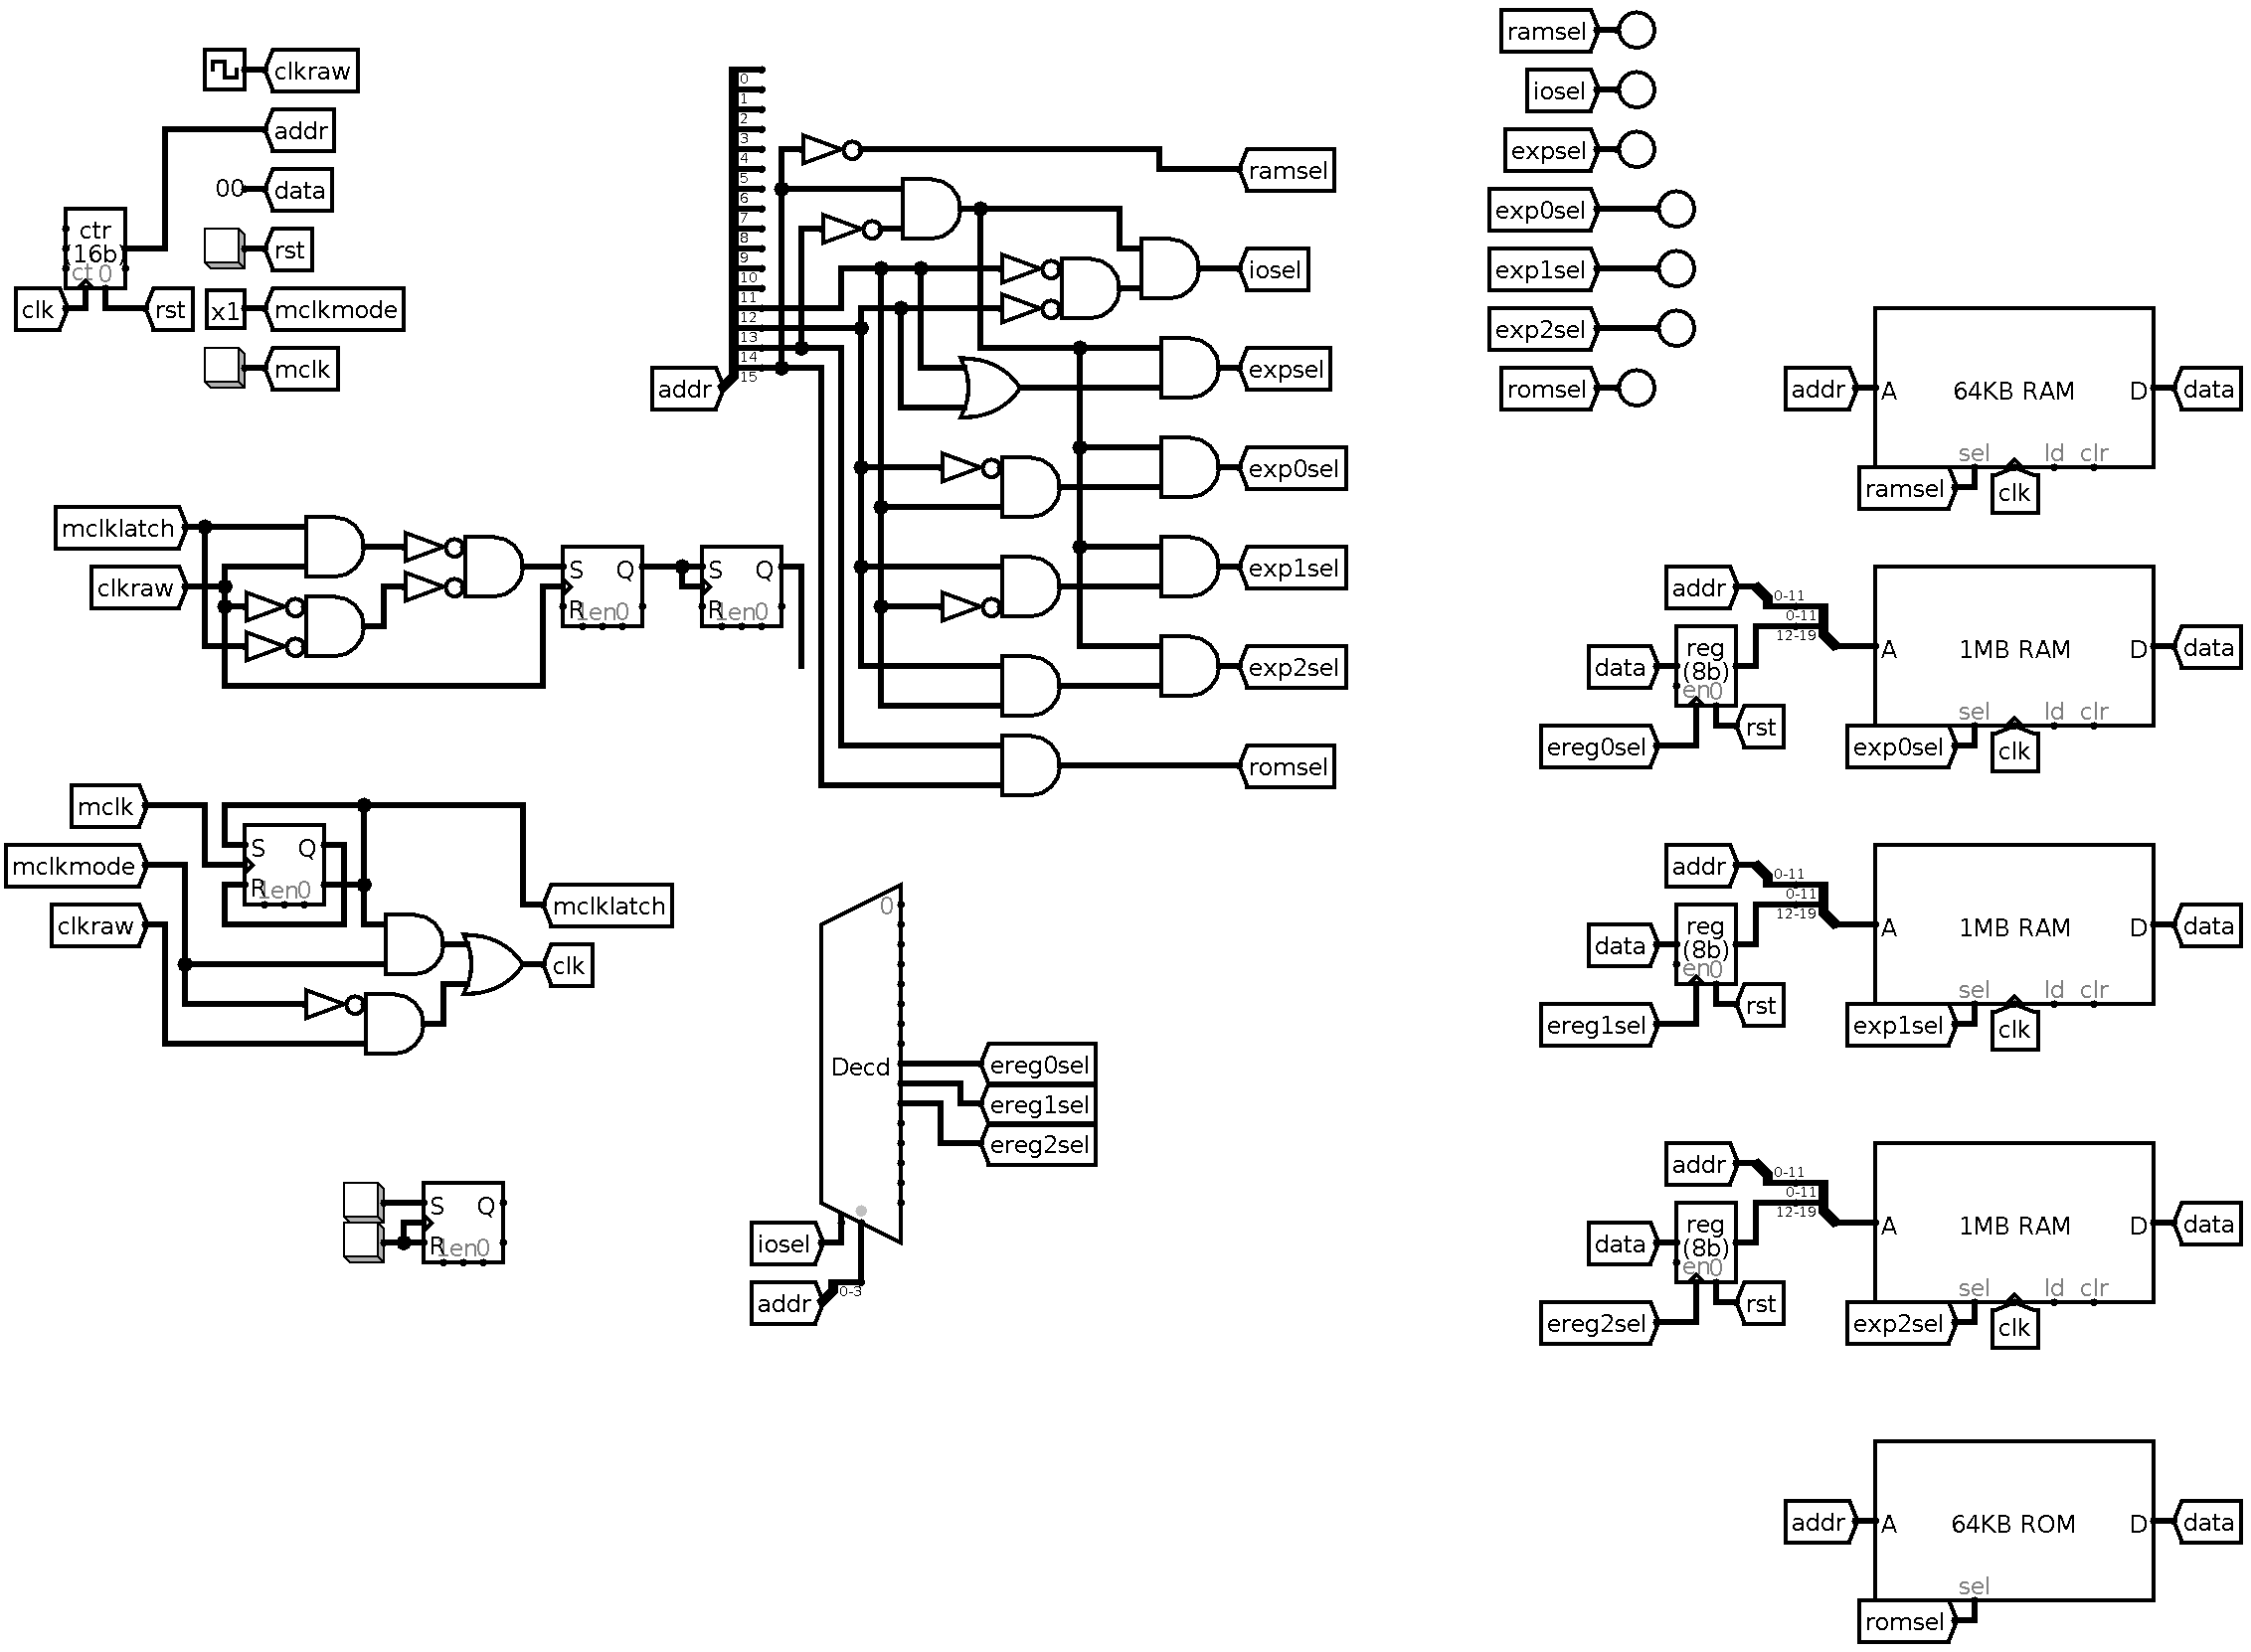 clkraw
addr
00
data
ctr
(16b)
ct 0
rst
clk
rst
x1
mclkmode
mclk
addr
0
1
2
3
4
5
6
7
8
9
10
11
12
13
14
15
ramsel
iosel
expsel
exp0sel
exp1sel
exp2sel
romsel
mclklatch
clkraw
S Q
R 1en0
S Q
R 1en0
mclk
mclkmode
clkraw
S Q
R 1en0
mclklatch
clk
S Q
R 1en0
0
Decd
ereg0sel
ereg1sel
ereg2sel
iosel
addr
0-3
ramsel
iosel
expsel
exp0sel
exp1sel
exp2sel
romsel
addr
A 64KB RAM D
data
sel ld clr
ramsel
clk
addr
0-11
0-11
12-19
data
reg
(8b)
en0
rst
ereg0sel
A 1MB RAM D
data
sel ld clr
exp0sel
clk
addr
0-11
0-11
12-19
data
reg
(8b)
en0
rst
ereg1sel
A 1MB RAM D
data
sel ld clr
exp1sel
clk
addr
0-11
0-11
12-19
data
reg
(8b)
en0
rst
ereg2sel
A 1MB RAM D
data
sel ld clr
exp2sel
clk
addr
A 64KB ROM D
data
sel
romsel